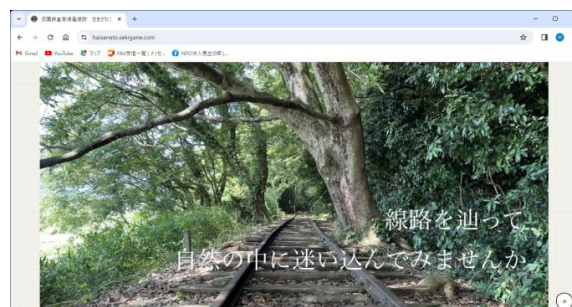 haisenato.sekigane.com
Gmail
YouTube
マップ
線路を辿って
自然の中に迷い込んでみませんか